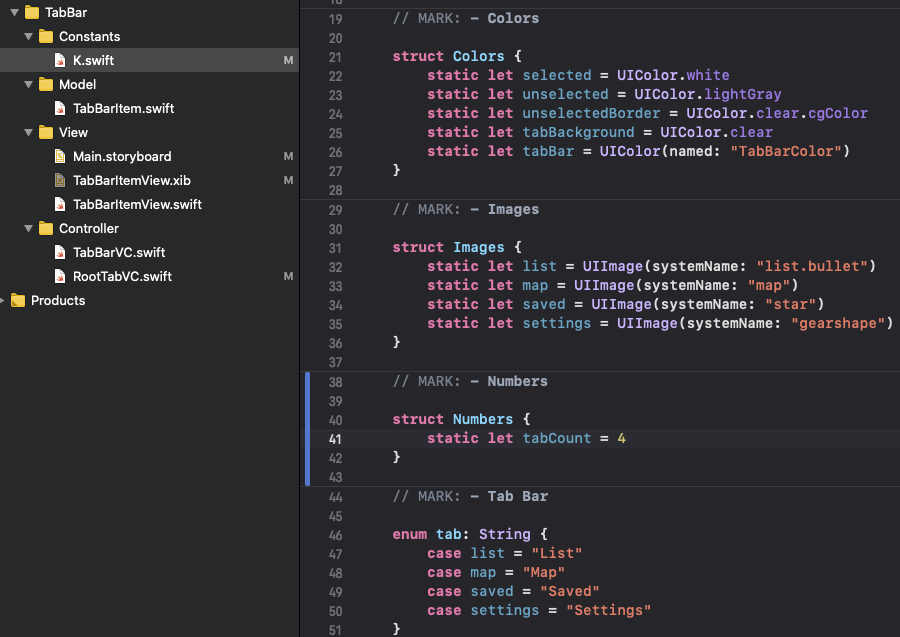 TabBar
Constants
K.swift M
Model
TabBarItem.swift
View
Main.storyboard M
TabBarItemView.xib M
TabBarItemView.swift
Controller
TabBarVC.swift
RootTabVC.swift M
Products
18
19 // MARK: – Colors
20
21 struct Colors {
22 static let selected = UIColor.white
23 static let unselected = UIColor.lightGray
24 static let unselectedBorder = UIColor.clear.cgColor
25 static let tabBackground = UIColor.clear
26 static let tabBar = UIColor(named: "TabBarColor")
27 }
28
29 // MARK: – Images
30
31 struct Images {
32 static let list = UIImage(systemName: "list.bullet")
33 static let map = UIImage(systemName: "map")
34 static let saved = UIImage(systemName: "star")
35 static let settings = UIImage(systemName: "gearshape")
36 }
37
38 // MARK: – Numbers
39
40 struct Numbers {
41 static let tabCount = 4
42 }
43
44 // MARK: – Tab Bar
45
46 enum tab: String {
47 case list = "List"
48 case map = "Map"
49 case saved = "Saved"
50 case settings = "Settings"
51 }